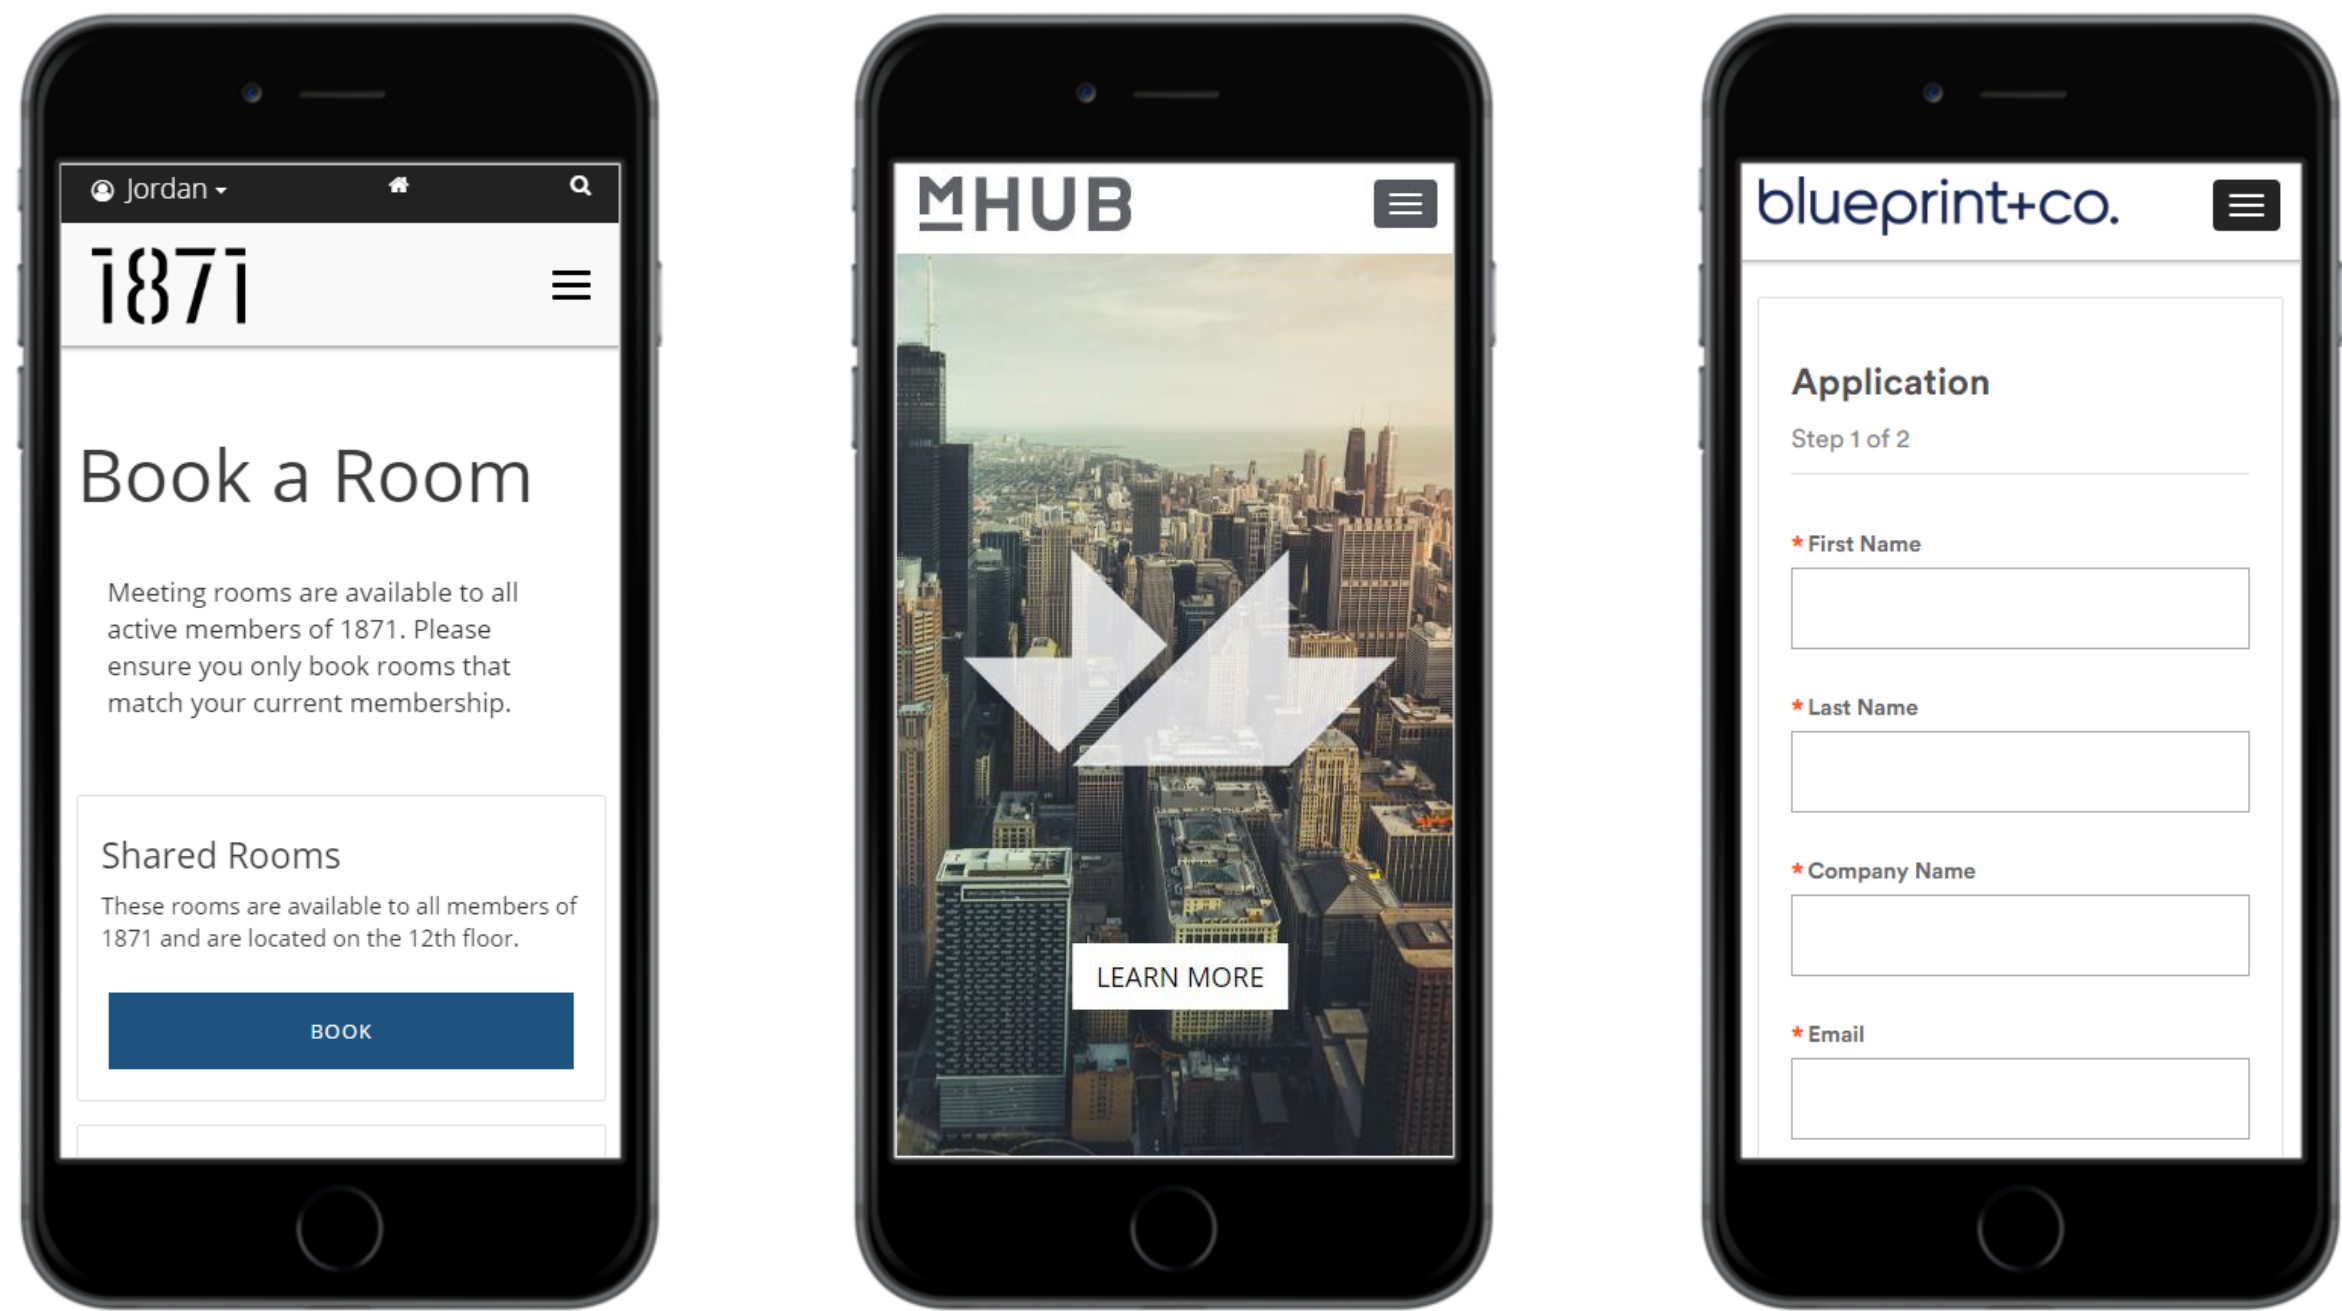 Jordan
1871
Book a Room
Meeting rooms are available to all
active members of 1871. Please
ensure you only book rooms that
match your current membership.
Shared Rooms
These rooms are available to all members of
1871 and are located on the 12th floor.
BOOK
MHUB
LEARN MORE
blueprint+co.
Application
Step 1 of 2
* First Name
* Last Name
* Company Name
* Email